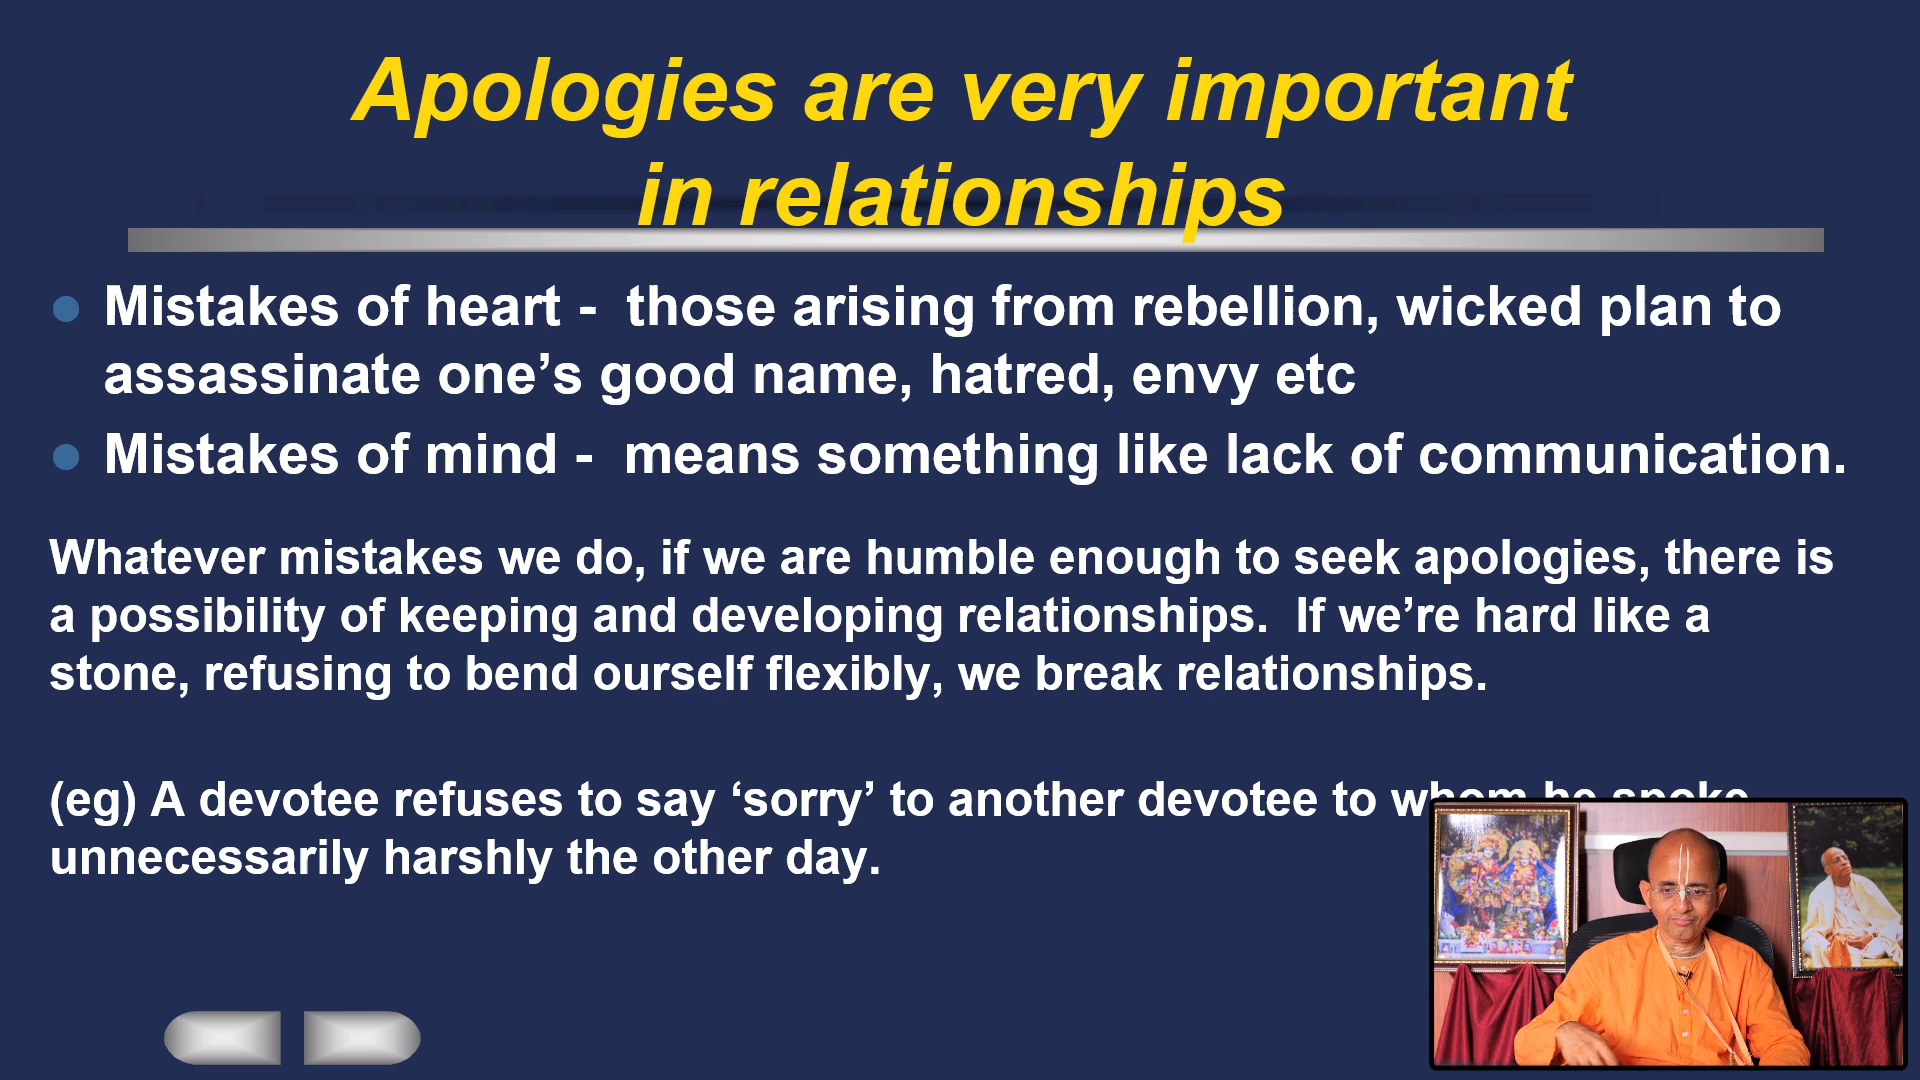 Apologies are very important
in relationships
Mistakes of heart -  those arising from rebellion, wicked plan to
assassinate one’s good name, hatred, envy etc
Mistakes of mind -  means something like lack of communication.
Whatever mistakes we do, if we are humble enough to seek apologies, there is
a possibility of keeping and developing relationships.  If we’re hard like a
stone, refusing to bend ourself flexibly, we break relationships.
(eg) A devotee refuses to say ‘sorry’ to another devotee to whom he spoke
unnecessarily harshly the other day.